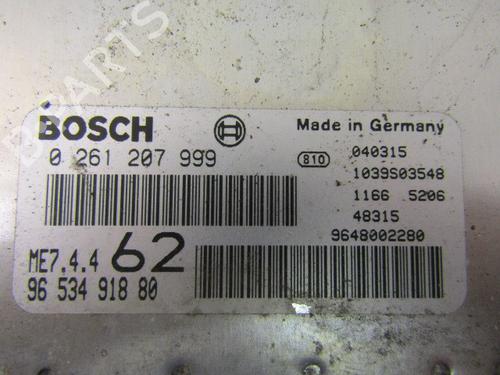 B-PARTS
BOSCH
Made in Germany
0 261 207 999
810
040315
1039S03548
1166 5206
48315
9648002280
ME7.4.4 62
96 534 918 80